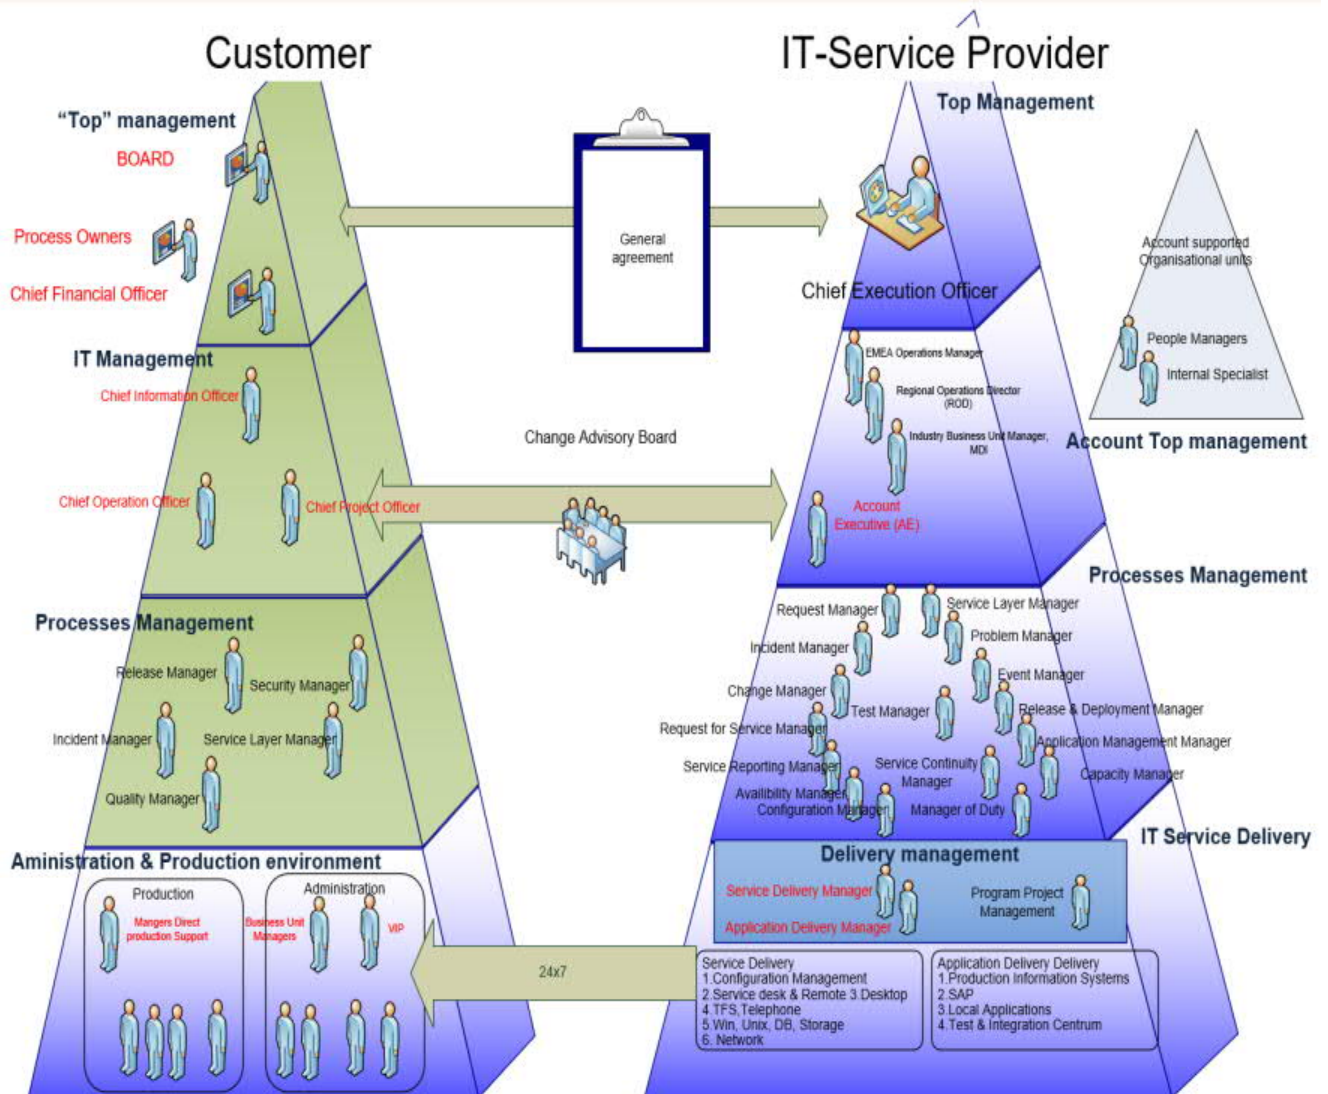 Customer
IT-Service Provider
“Top” management
BOARD
Process Owners
Chief Financial Officer
IT Management
Chief Information Officer
Chief Operation Officer
Chief Project Officer
Processes Management
Release Manager
Security Manager
Incident Manager
Service Layer Manager
Quality Manager
Aministration & Production environment
Production
Mangers Direct
production Support
Administration
Business Unit
Managers
VIP
General
agreement
Change Advisory Board
24x7
Top Management
Chief Execution Officer
EMEA Operations Manager
Regional Operations Director
(ROD)
Industry Business Unit Manager,
MDI
Account
Executive (AE)
Account supported
Organisational units
People Managers
Internal Specialist
Account Top management
Processes Management
Request Manager
Service Layer Manager
Problem Manager
Incident Manager
Event Manager
Change Manager
Test Manager
Release & Deployment Manager
Request for Service Manager
Application Management Manager
Service Reporting Manager
Service Continuity
Manager
Capacity Manager
Availibility Manager
Configuration Manager
Manager of Duty
IT Service Delivery
Delivery management
Service Delivery Manager
Application Delivery Manager
Program Project
Management
Service Delivery
1.Configuration Management
2.Service desk & Remote 3.Desktop
4.TFS,Telephone
5.Win, Unix, DB, Storage
6. Network
Application Delivery Delivery
1.Production Information Systems
2.SAP
3.Local Applications
4.Test & Integration Centrum